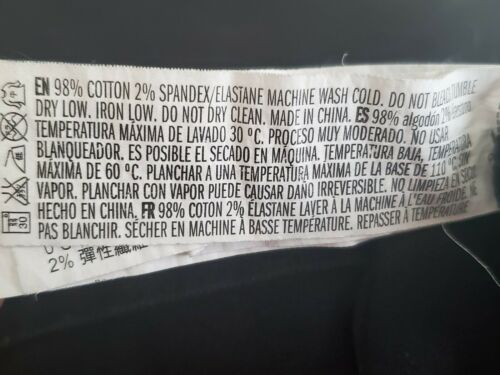 EN 98% COTTON 2% SPANDEX/ELASTANE MACHINE WASH COLD. DO NOT BLEACH TUMBLE
DRY LOW. IRON LOW. DO NOT DRY CLEAN. MADE IN CHINA. ES 98% algodón 2%
TEMPERATURA MÁXIMA DE LAVADO 30 ºC. PROCESO MUY MODERADO. NO USAR
BLANQUEADOR. ES POSIBLE EL SECADO EN MÁQUINA. TEMPERATURA BAJA, TEMPERATURA
MÁXIMA DE 60 ºC. PLANCHAR A UNA TEMPERATURA MÁXIMA DE LA BASE DE 110 ºC SIN
VAPOR. PLANCHAR CON VAPOR PUEDE CAUSAR DAÑO IRREVERSIBLE. NO LIMPIEZA EN SECO.
HECHO EN CHINA. FR 98% COTON 2% ÉLASTANE LAVER À LA MACHINE À L'EAU FROIDE. NE
PAS BLANCHIR. SÉCHER EN MACHINE À BASSE TEMPÉRATURE. REPASSER À TEMPÉRATURE
30
2% 彈性纖維